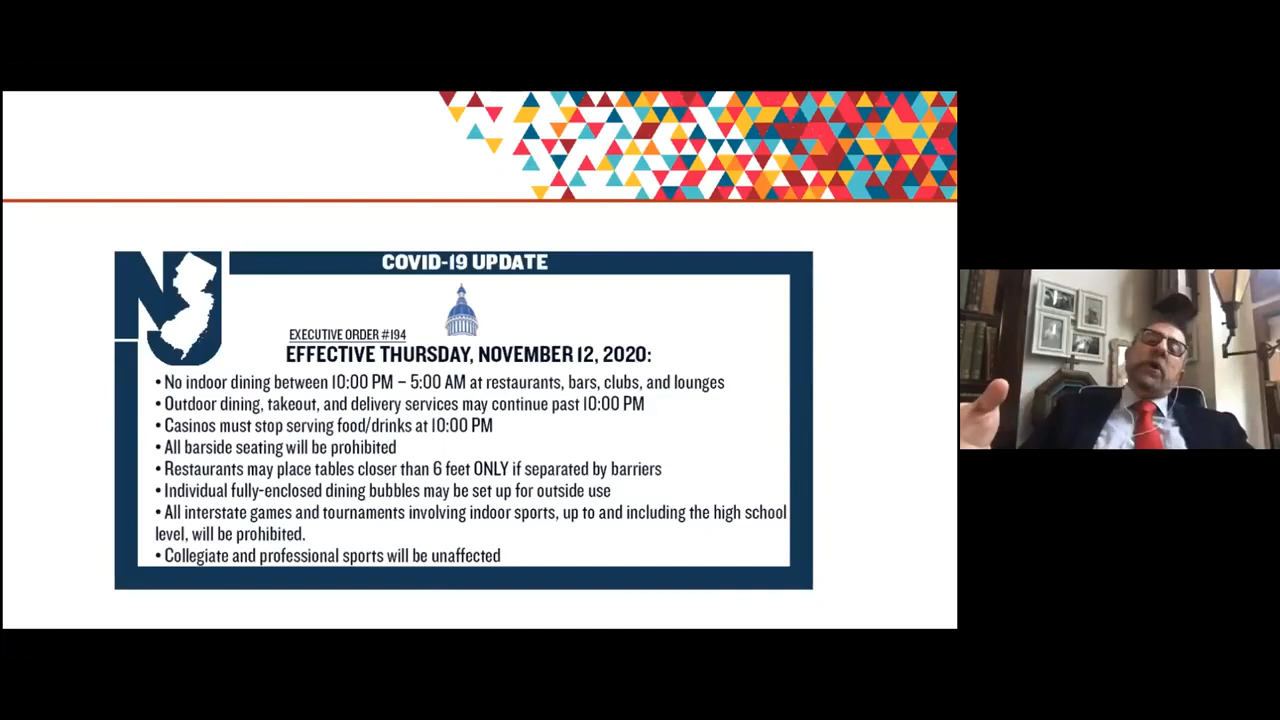 NJ
COVID-19 UPDATE
EXECUTIVE ORDER #194
EFFECTIVE THURSDAY, NOVEMBER 12, 2020:
• No indoor dining between 10:00 PM – 5:00 AM at restaurants, bars, clubs, and lounges
• Outdoor dining, takeout, and delivery services may continue past 10:00 PM
• Casinos must stop serving food/drinks at 10:00 PM
• All barside seating will be prohibited
• Restaurants may place tables closer than 6 feet ONLY if separated by barriers
• Individual fully-enclosed dining bubbles may be set up for outside use
• All interstate games and tournaments involving indoor sports, up to and including the high school
level, will be prohibited.
• Collegiate and professional sports will be unaffected